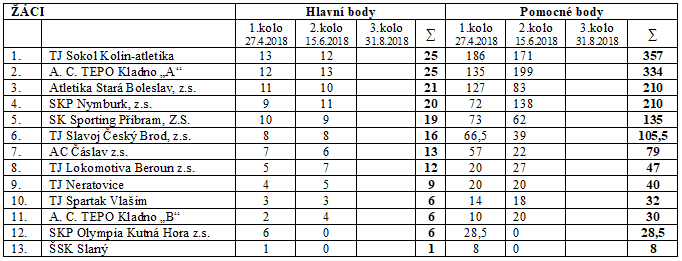 ŽÁCI Hlavní body Pomocné body
1.kolo 27.4.2018 2.kolo 15.6.2018 3.kolo 31.8.2018 ∑ 1.kolo 27.4.2018 2.kolo 15.6.2018 3.kolo 31.8.2018 ∑
1. TJ Sokol Kolín-atletika 13 12 25 186 171 357
2. A. C. TEPO Kladno „A“ 12 13 25 135 199 334
3. Atletika Stará Boleslav, z.s. 11 10 21 127 83 210
4. SKP Nymburk, z.s. 9 11 20 72 138 210
5. SK Sporting Příbram, Z.S. 10 9 19 73 62 135
6. TJ Slavoj Český Brod, z.s. 8 8 16 66,5 39 105,5
7. AC Čáslav z.s. 7 6 13 57 22 79
8. TJ Lokomotiva Beroun z.s. 5 7 12 20 27 47
9. TJ Neratovice 4 5 9 20 20 40
10. TJ Spartak Vlašim 3 3 6 14 18 32
11. A. C. TEPO Kladno „B“ 2 4 6 10 20 30
12. SKP Olympia Kutná Hora z.s. 6 0 6 28,5 0 28,5
13. ŠSK Slaný 1 0 1 8 0 8